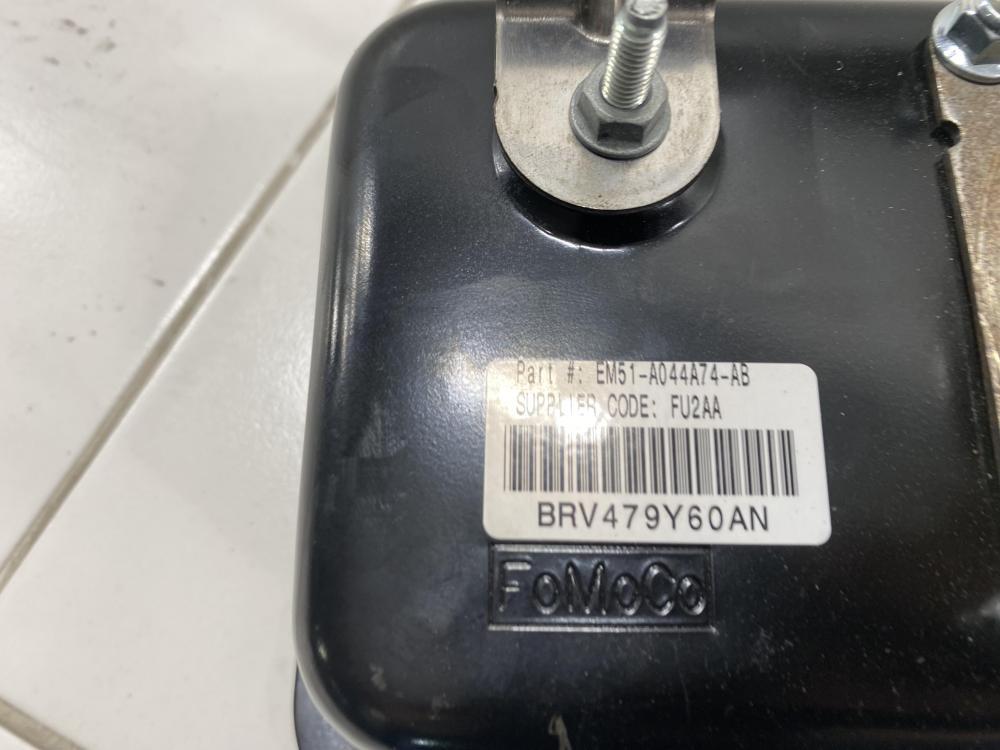 Part #: EM51-A044A74-AB
SUPPLIER CODE: FU2AA
BRV479Y60AN
FoMoCo